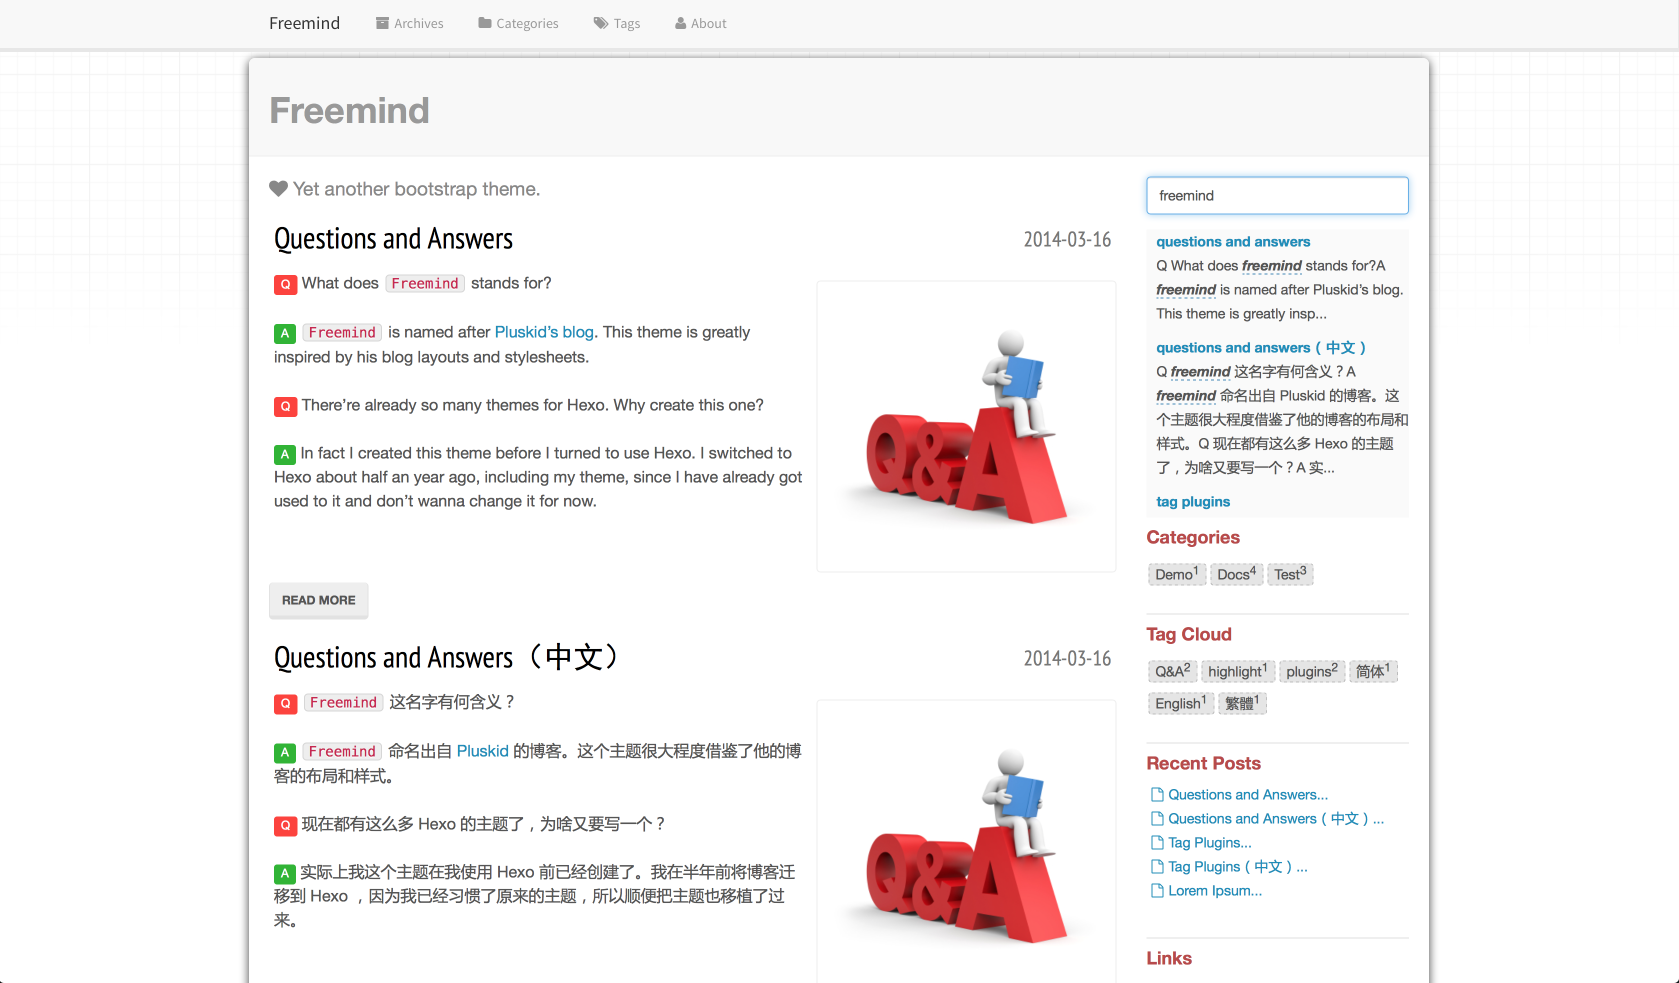 Freemind
Archives
Categories
Tags
About
Freemind
Yet another bootstrap theme.
Questions and Answers
2014-03-16
Q What does Freemind stands for?
A Freemind is named after Pluskid’s blog. This theme is greatly
inspired by his blog layouts and stylesheets.
Q There’re already so many themes for Hexo. Why create this one?
A In fact I created this theme before I turned to use Hexo. I switched to
Hexo about half an year ago, including my theme, since I have already got
used to it and don’t wanna change it for now.
Q&A
READ MORE
Questions and Answers（中文）
2014-03-16
Q Freemind 这名字有何含义？
A Freemind 命名出自 Pluskid 的博客。这个主题很大程度借鉴了他的博
客的布局和样式。
Q 现在都有这么多 Hexo 的主题了，为啥又要写一个？
A 实际上我这个主题在我使用 Hexo 前已经创建了。我在半年前将博客迁
移到 Hexo ，因为我已经习惯了原来的主题，所以顺便把主题也移植了过
来。
Q&A
freemind
questions and answers
Q What does freemind stands for?A
freemind is named after Pluskid’s blog.
This theme is greatly insp...
questions and answers（中文）
Q freemind 这名字有何含义？A
freemind 命名出自 Pluskid 的博客。这
个主题很大程度借鉴了他的博客的布局和
样式。Q 现在都有这么多 Hexo 的主题
了，为啥又要写一个？A 实...
tag plugins
Categories
Demo1 Docs4 Test3
Tag Cloud
Q&A2 highlight1 plugins2 简体1
English1 繁體1
Recent Posts
Questions and Answers...
Questions and Answers（中文）...
Tag Plugins...
Tag Plugins（中文）...
Lorem Ipsum...
Links